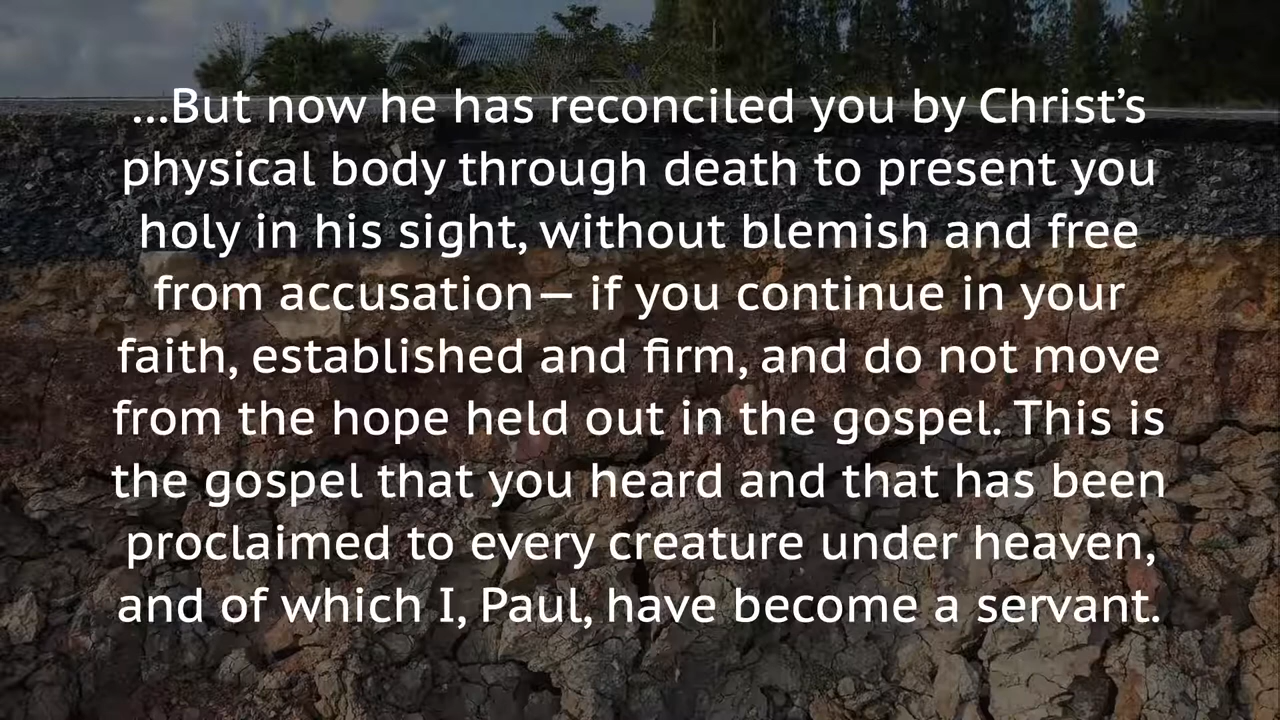 ...But now he has reconciled you by Christ’s
physical body through death to present you
holy in his sight, without blemish and free
from accusation— if you continue in your
faith, established and firm, and do not move
from the hope held out in the gospel. This is
the gospel that you heard and that has been
proclaimed to every creature under heaven,
and of which I, Paul, have become a servant.